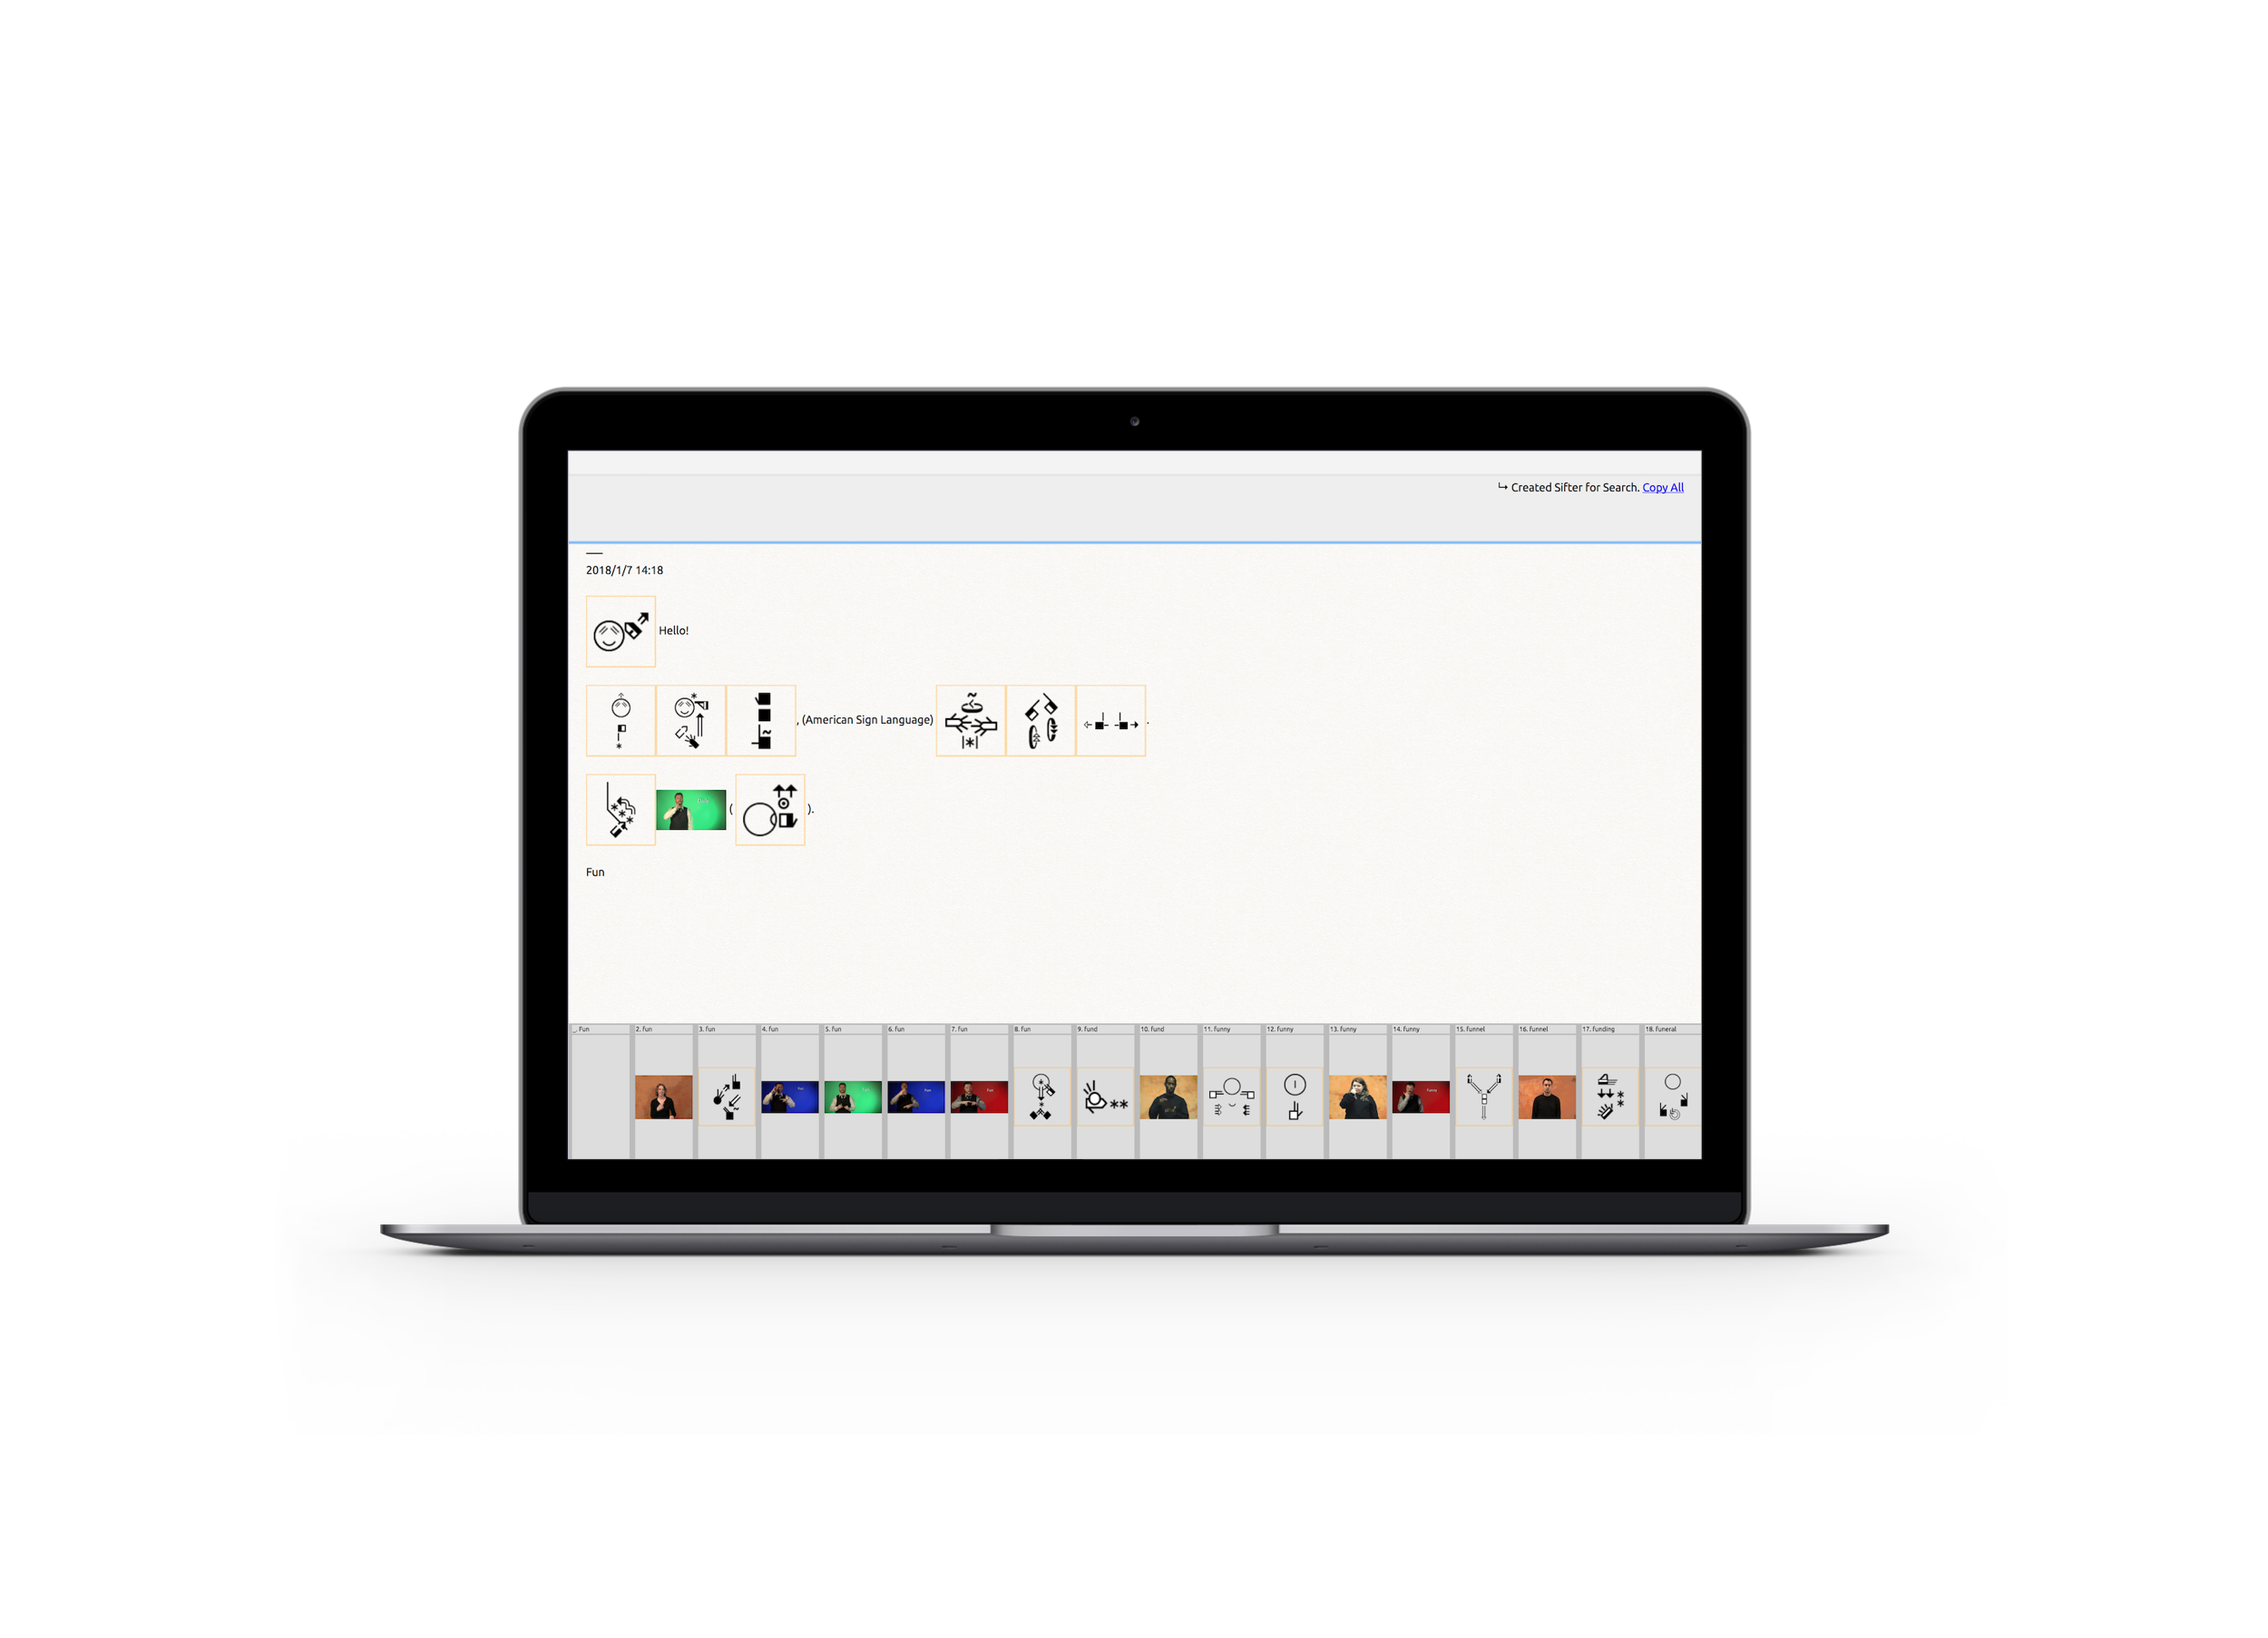 ↳ Created Sifter for Search. Copy All
2018/1/7 14:18
Hello!
, (American Sign Language) .
( ).
Fun
Fun 2. fun 3. fun 4. fun 5. fun 6. fun 7. fun 8. fun 9. fund 10. fund 11. funny 12. funny 13. funny 14. funny 15. funnel 16. funnel 17. funding 18. funeral